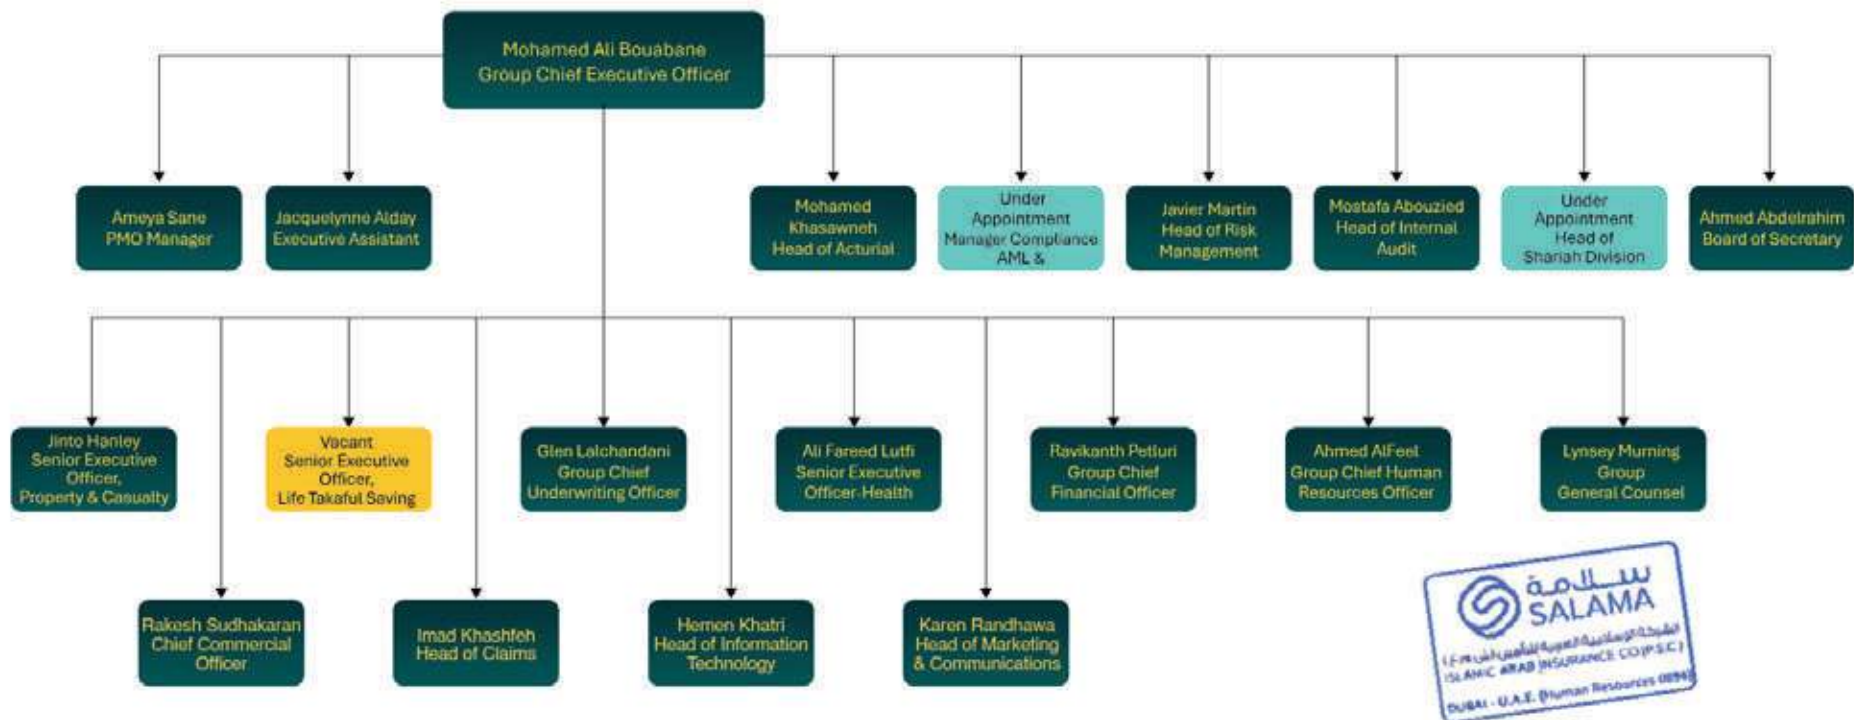 Mohamed Ali Bouabane
Group Chief Executive Officer
Ameya Sane
PMO Manager
Jacquelynne Alday
Executive Assistant
Mohamed
Khasawneh
Head of Acturial
Under
Appointment
Manager Compliance
AML &
Javier Martin
Head of Risk
Management
Mostafa Abouzied
Head of Internal
Audit
Under
Appointment
Head of
Shariah Division
Ahmed Abdelrahim
Board of Secretary
Jinto Hanley
Senior Executive
Officer,
Property & Casualty
Vacant
Senior Executive
Officer,
Life Takaful Saving
Glen Lalchandani
Group Chief
Underwriting Officer
Ali Fareed Lutfi
Senior Executive
Officer-Health
Ravikanth Petluri
Group Chief
Financial Officer
Ahmed AlFeel
Group Chief Human
Resources Officer
Lynsey Murning
Group
General Counsel
Rakesh Sudhakaran
Chief Commercial
Officer
Imad Khashfeh
Head of Claims
Hemen Khatri
Head of Information
Technology
Karen Randhawa
Head of Marketing
& Communications
سلامة
SALAMA
ISLAMIC ARAB INSURANCE CO (P.S.C)
DUBAI - U.A.E. (Human Resources